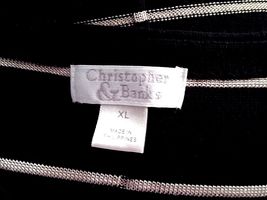 Christopher
& Banks
XL
MADE IN
PHILIPPINES